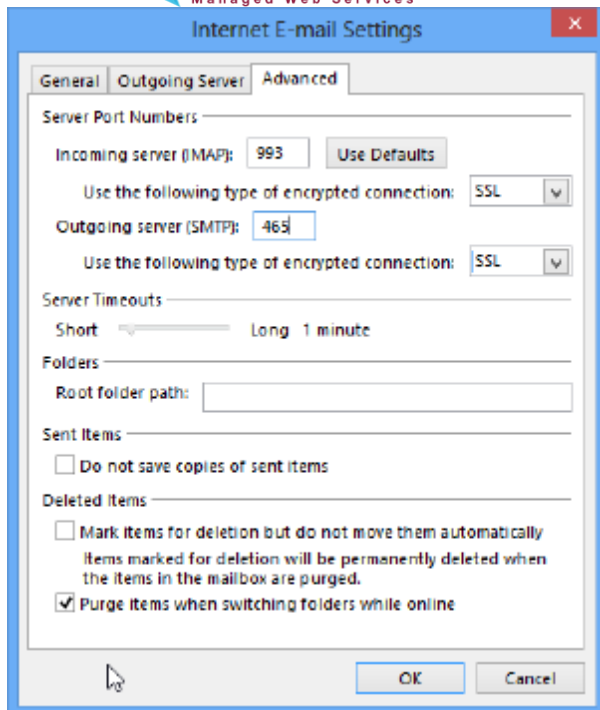 Managed Web Services
Internet E-mail Settings
General Outgoing Server Advanced
Server Port Numbers
Incoming server (IMAP): 993 Use Defaults
Use the following type of encrypted connection: SSL
Outgoing server (SMTP): 465
Use the following type of encrypted connection: SSL
Server Timeouts
Short Long 1 minute
Folders
Root folder path:
Sent Items
Do not save copies of sent items
Deleted Items
Mark items for deletion but do not move them automatically
Items marked for deletion will be permanently deleted when
the items in the mailbox are purged.
Purge items when switching folders while online
OK Cancel